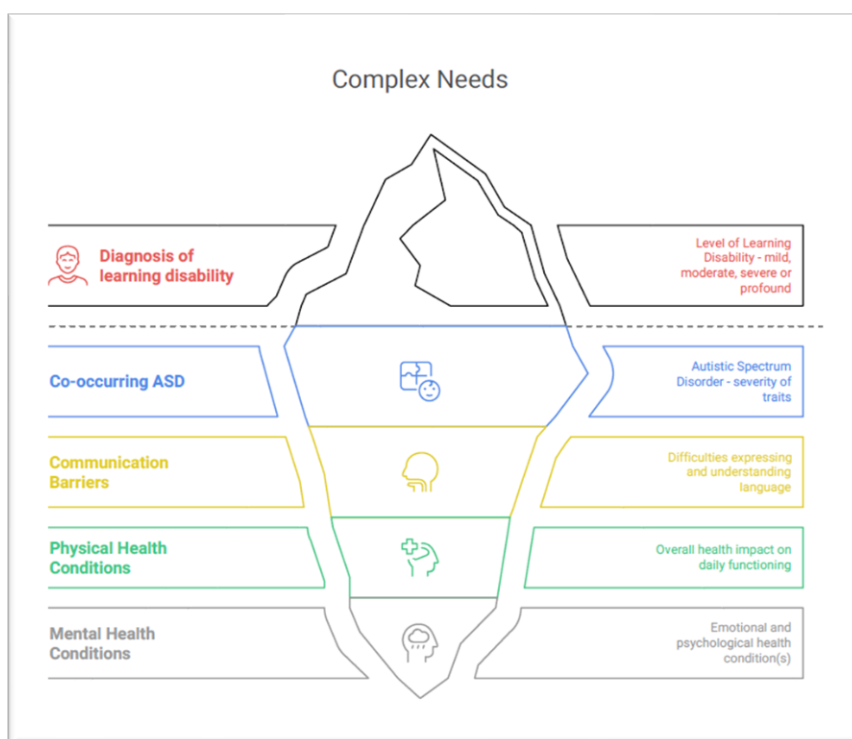 Complex Needs
Diagnosis of
learning disability
Level of Learning
Disability - mild,
moderate, severe or
profound
Co-occurring ASD
Autistic Spectrum
Disorder - severity of
traits
Communication
Barriers
Difficulties expressing
and understanding
language
Physical Health
Conditions
Overall health impact on
daily functioning
Mental Health
Conditions
Emotional and
psychological health
condition(s)